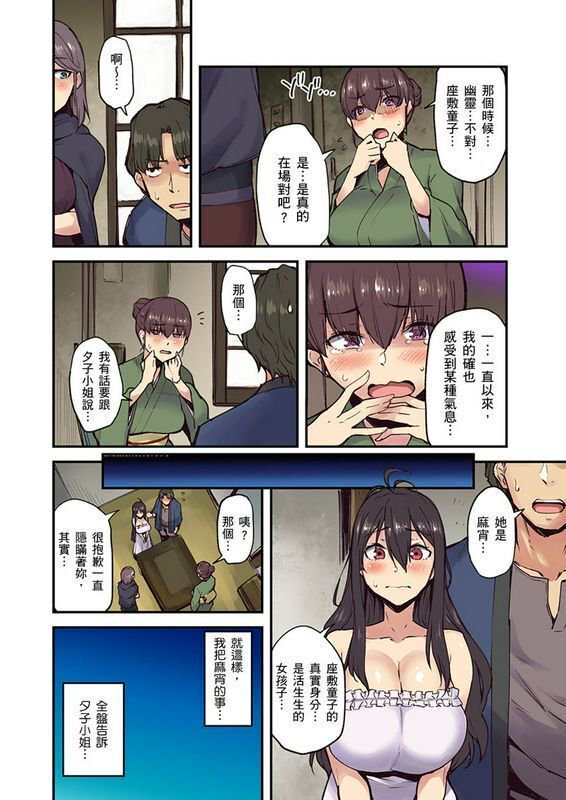 那個時候…
幽靈…不對…
座敷童子…
是…是真的
在場對吧？
ゾゾ…
啊～…
一…一直以來，
我的確也
感受到某種氣息…
那個…
我有話要跟
夕子小姐說…
她是
麻宵…
座敷童子的
真實身分…
是活生生的
女孩子…
咦？
那個…
很抱歉一直
隱瞞著妳，
其實…
就這樣，
我把麻宵的事…
全盤告訴
夕子小姐…